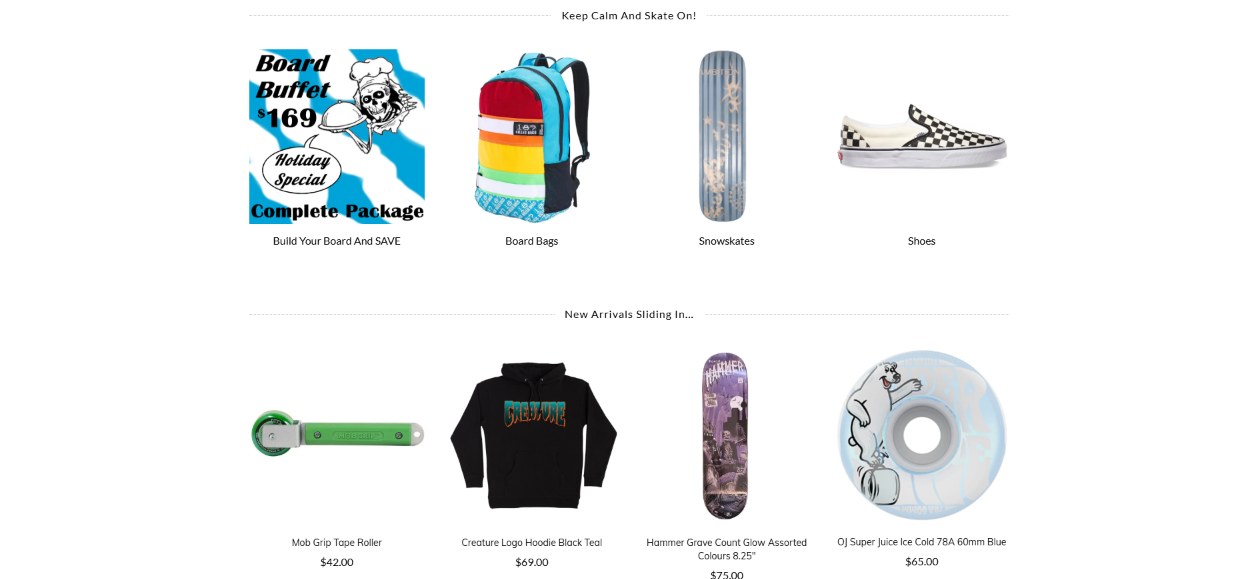 Keep Calm And Skate On!
Board
Buffet
$169
Holiday
Special
Complete Package
187
Build Your Board And SAVE
Board Bags
Snowskates
Shoes
New Arrivals Sliding In...
CREATURE
HAMMER
Mob Grip Tape Roller
Creature Logo Hoodie Black Teal
Hammer Grave Count Glow Assorted
Colours 8.25"
OJ Super Juice Ice Cold 78A 60mm Blue
$42.00
$69.00
$75.00
$65.00